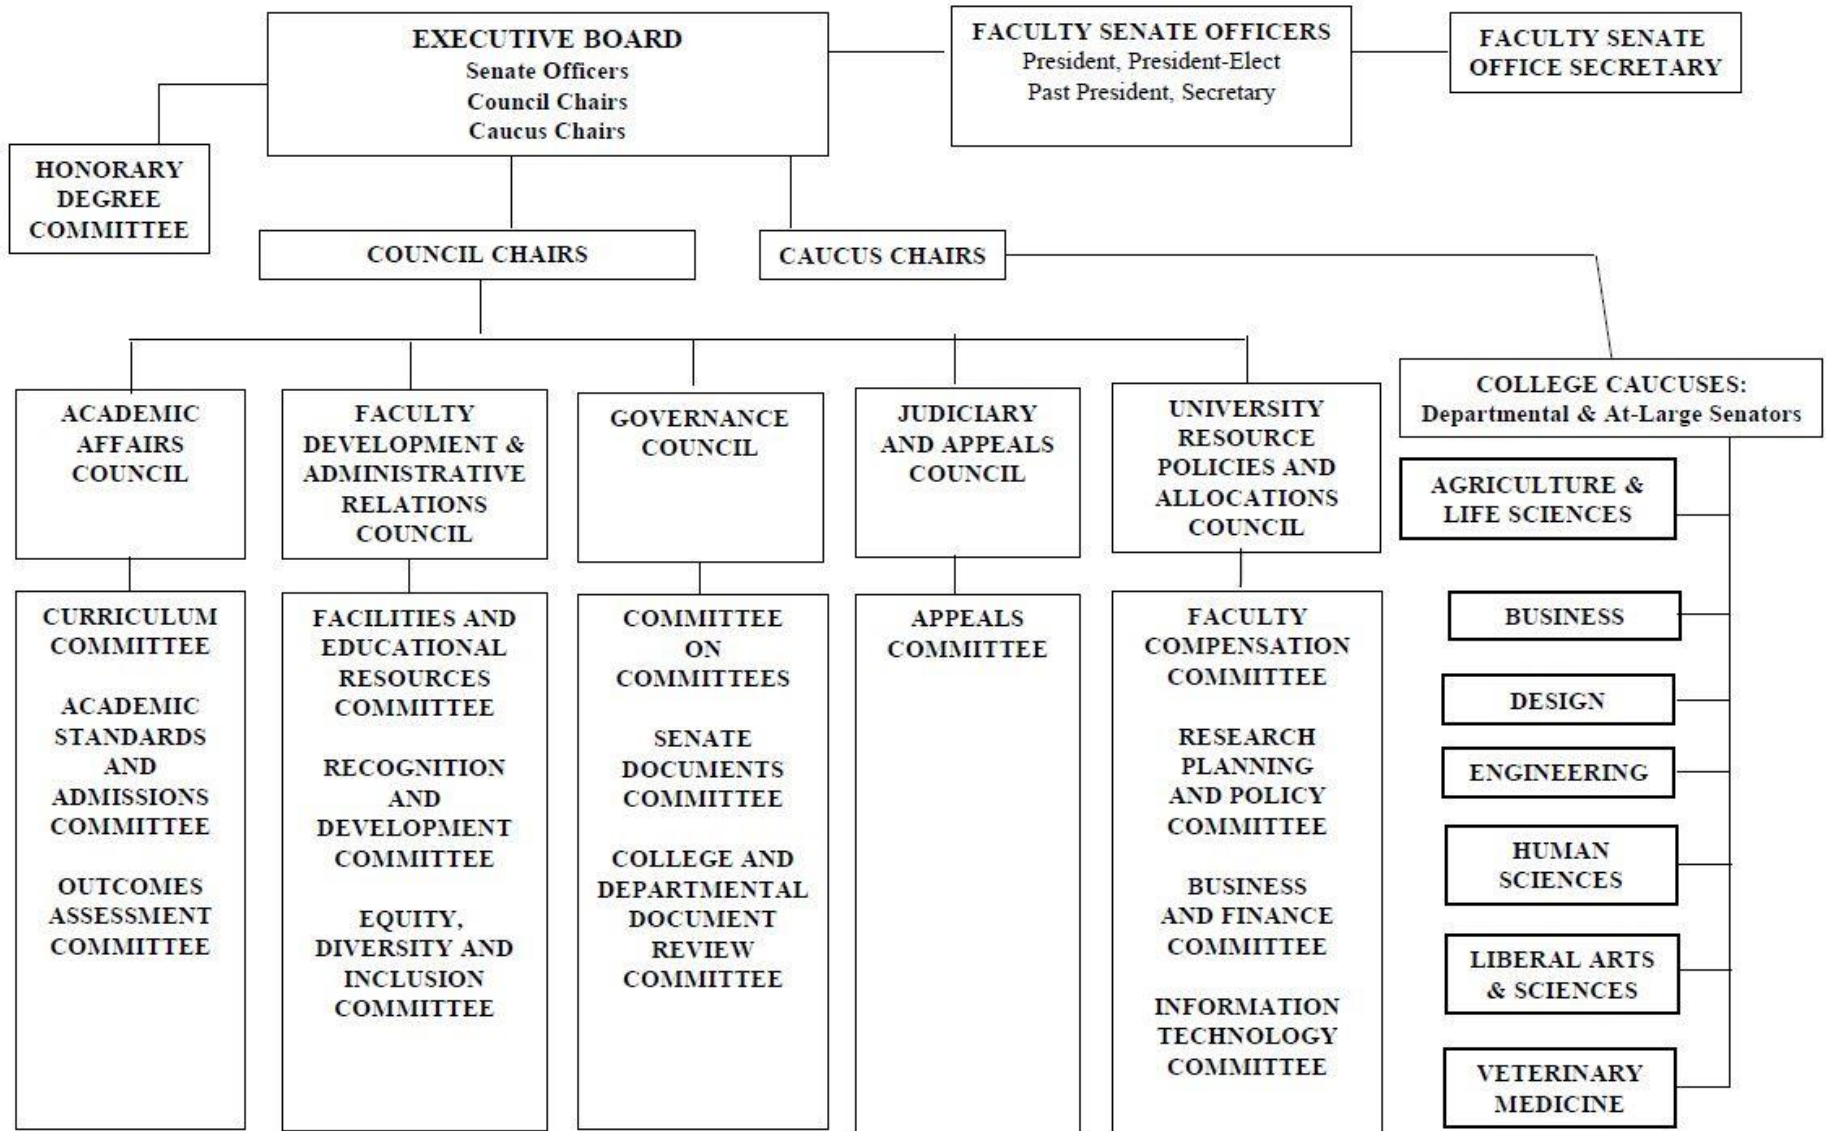 EXECUTIVE BOARD
Senate Officers
Council Chairs
Caucus Chairs
FACULTY SENATE OFFICERS
President, President-Elect
Past President, Secretary
FACULTY SENATE
OFFICE SECRETARY
HONORARY
DEGREE
COMMITTEE
COUNCIL CHAIRS
CAUCUS CHAIRS
ACADEMIC
AFFAIRS
COUNCIL
FACULTY
DEVELOPMENT &
ADMINISTRATIVE
RELATIONS
COUNCIL
GOVERNANCE
COUNCIL
JUDICIARY
AND APPEALS
COUNCIL
UNIVERSITY
RESOURCE
POLICIES AND
ALLOCATIONS
COUNCIL
COLLEGE CAUCUSES:
Departmental & At-Large Senators
CURRICULUM
COMMITTEE
ACADEMIC
STANDARDS
AND
ADMISSIONS
COMMITTEE
OUTCOMES
ASSESSMENT
COMMITTEE
FACILITIES AND
EDUCATIONAL
RESOURCES
COMMITTEE
RECOGNITION
AND
DEVELOPMENT
COMMITTEE
EQUITY,
DIVERSITY AND
INCLUSION
COMMITTEE
COMMITTEE
ON
COMMITTEES
SENATE
DOCUMENTS
COMMITTEE
COLLEGE AND
DEPARTMENTAL
DOCUMENT
REVIEW
COMMITTEE
APPEALS
COMMITTEE
FACULTY
COMPENSATION
COMMITTEE
RESEARCH
PLANNING
AND POLICY
COMMITTEE
BUSINESS
AND FINANCE
COMMITTEE
INFORMATION
TECHNOLOGY
COMMITTEE
AGRICULTURE &
LIFE SCIENCES
BUSINESS
DESIGN
ENGINEERING
HUMAN
SCIENCES
LIBERAL ARTS
& SCIENCES
VETERINARY
MEDICINE